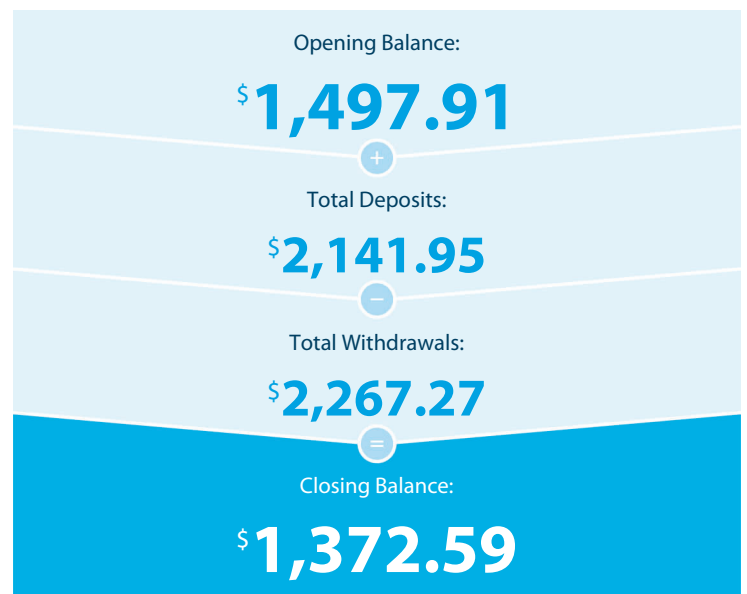 Opening Balance:
$1,497.91
+
Total Deposits:
$2,141.95
−
Total Withdrawals:
$2,267.27
=
Closing Balance:
$1,372.59